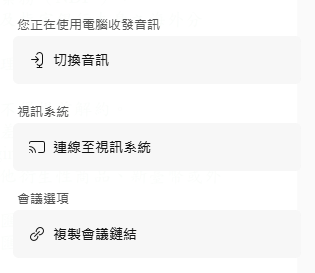 您正在使用電腦收發音訊
切換音訊
視訊系統
連線至視訊系統
會議選項
複製會議鏈結